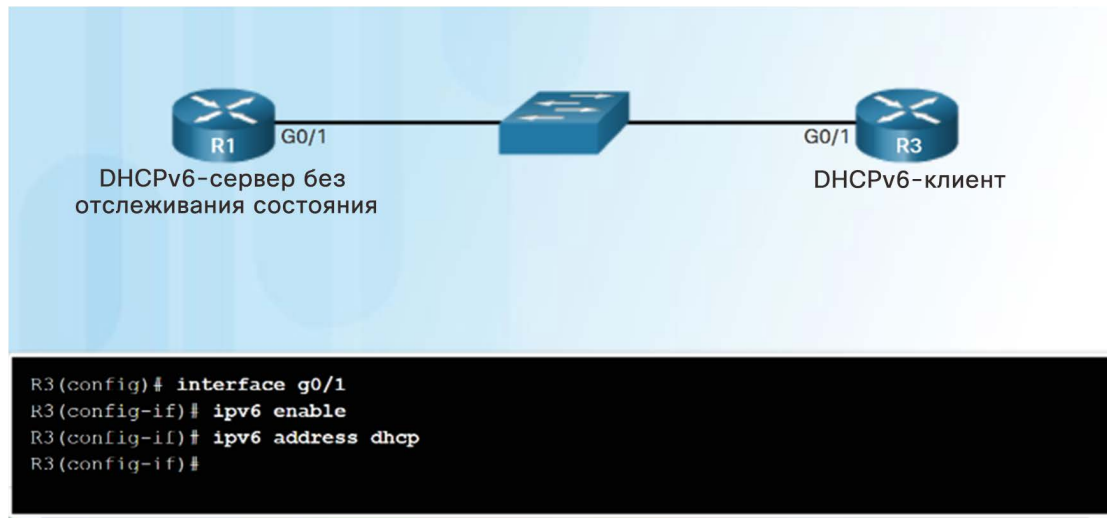 R1
G0/1
G0/1
R3
DHCPv6-сервер без
отслеживания состояния
DHCPv6-клиент
R3(config)# interface g0/1
R3(config-if)# ipv6 enable
R3(config-if)# ipv6 address dhcp
R3(config-if)#